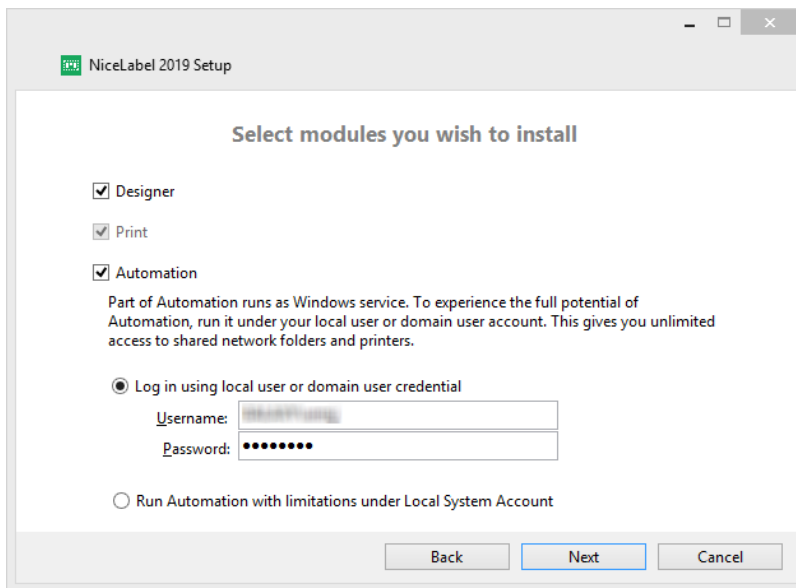 NiceLabel 2019 Setup
Select modules you wish to install
Designer
Print
Automation
Part of Automation runs as Windows service. To experience the full potential of
Automation, run it under your local user or domain user account. This gives you unlimited
access to shared network folders and printers.
Log in using local user or domain user credential
Username:
Password: ●●●●●●●●
Run Automation with limitations under Local System Account
Back Next Cancel